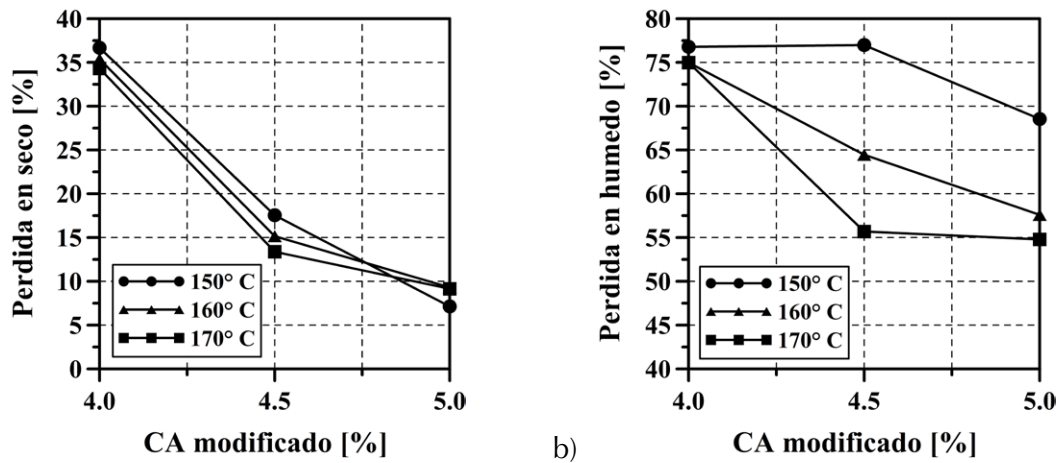 Perdida en seco [%]
40
35
30
25
20
15
10
5
0
150° C
160° C
170° C
4.0 4.5 5.0
CA modificado [%]
b)
Perdida en humedo [%]
80
75
70
65
60
55
50
45
40
150° C
160° C
170° C
4.0 4.5 5.0
CA modificado [%]